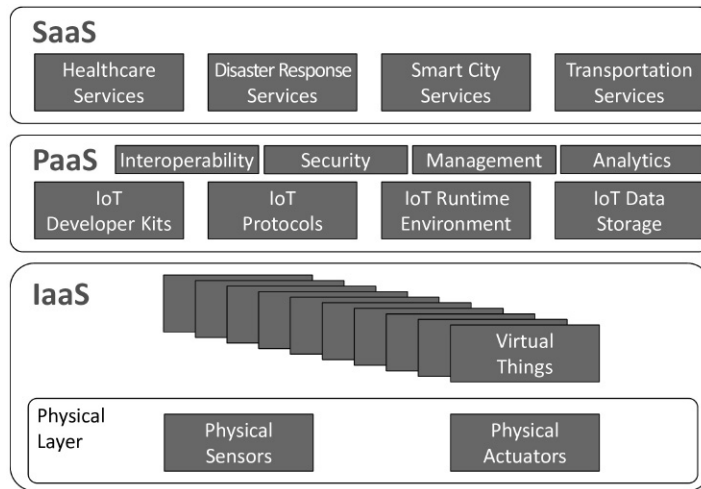 SaaS
Healthcare
Services
Disaster Response
Services
Smart City
Services
Transportation
Services
PaaS
Interoperability
Security
Management
Analytics
IoT
Developer Kits
IoT
Protocols
IoT Runtime
Environment
IoT Data
Storage
IaaS
Virtual
Things
Physical
Layer
Physical
Sensors
Physical
Actuators